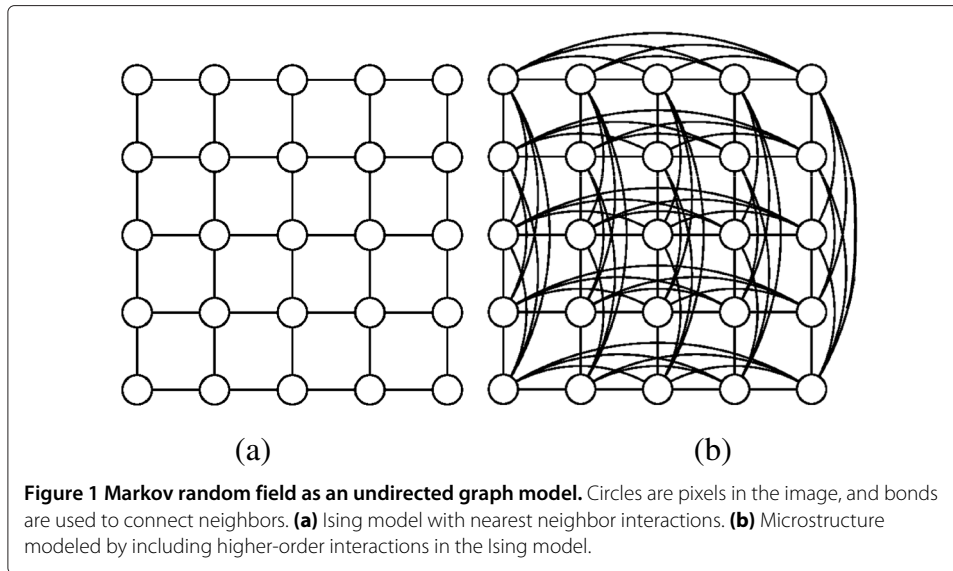 (a)
(b)
Figure 1 Markov random field as an undirected graph model. Circles are pixels in the image, and bonds
are used to connect neighbors. (a) Ising model with nearest neighbor interactions. (b) Microstructure
modeled by including higher-order interactions in the Ising model.